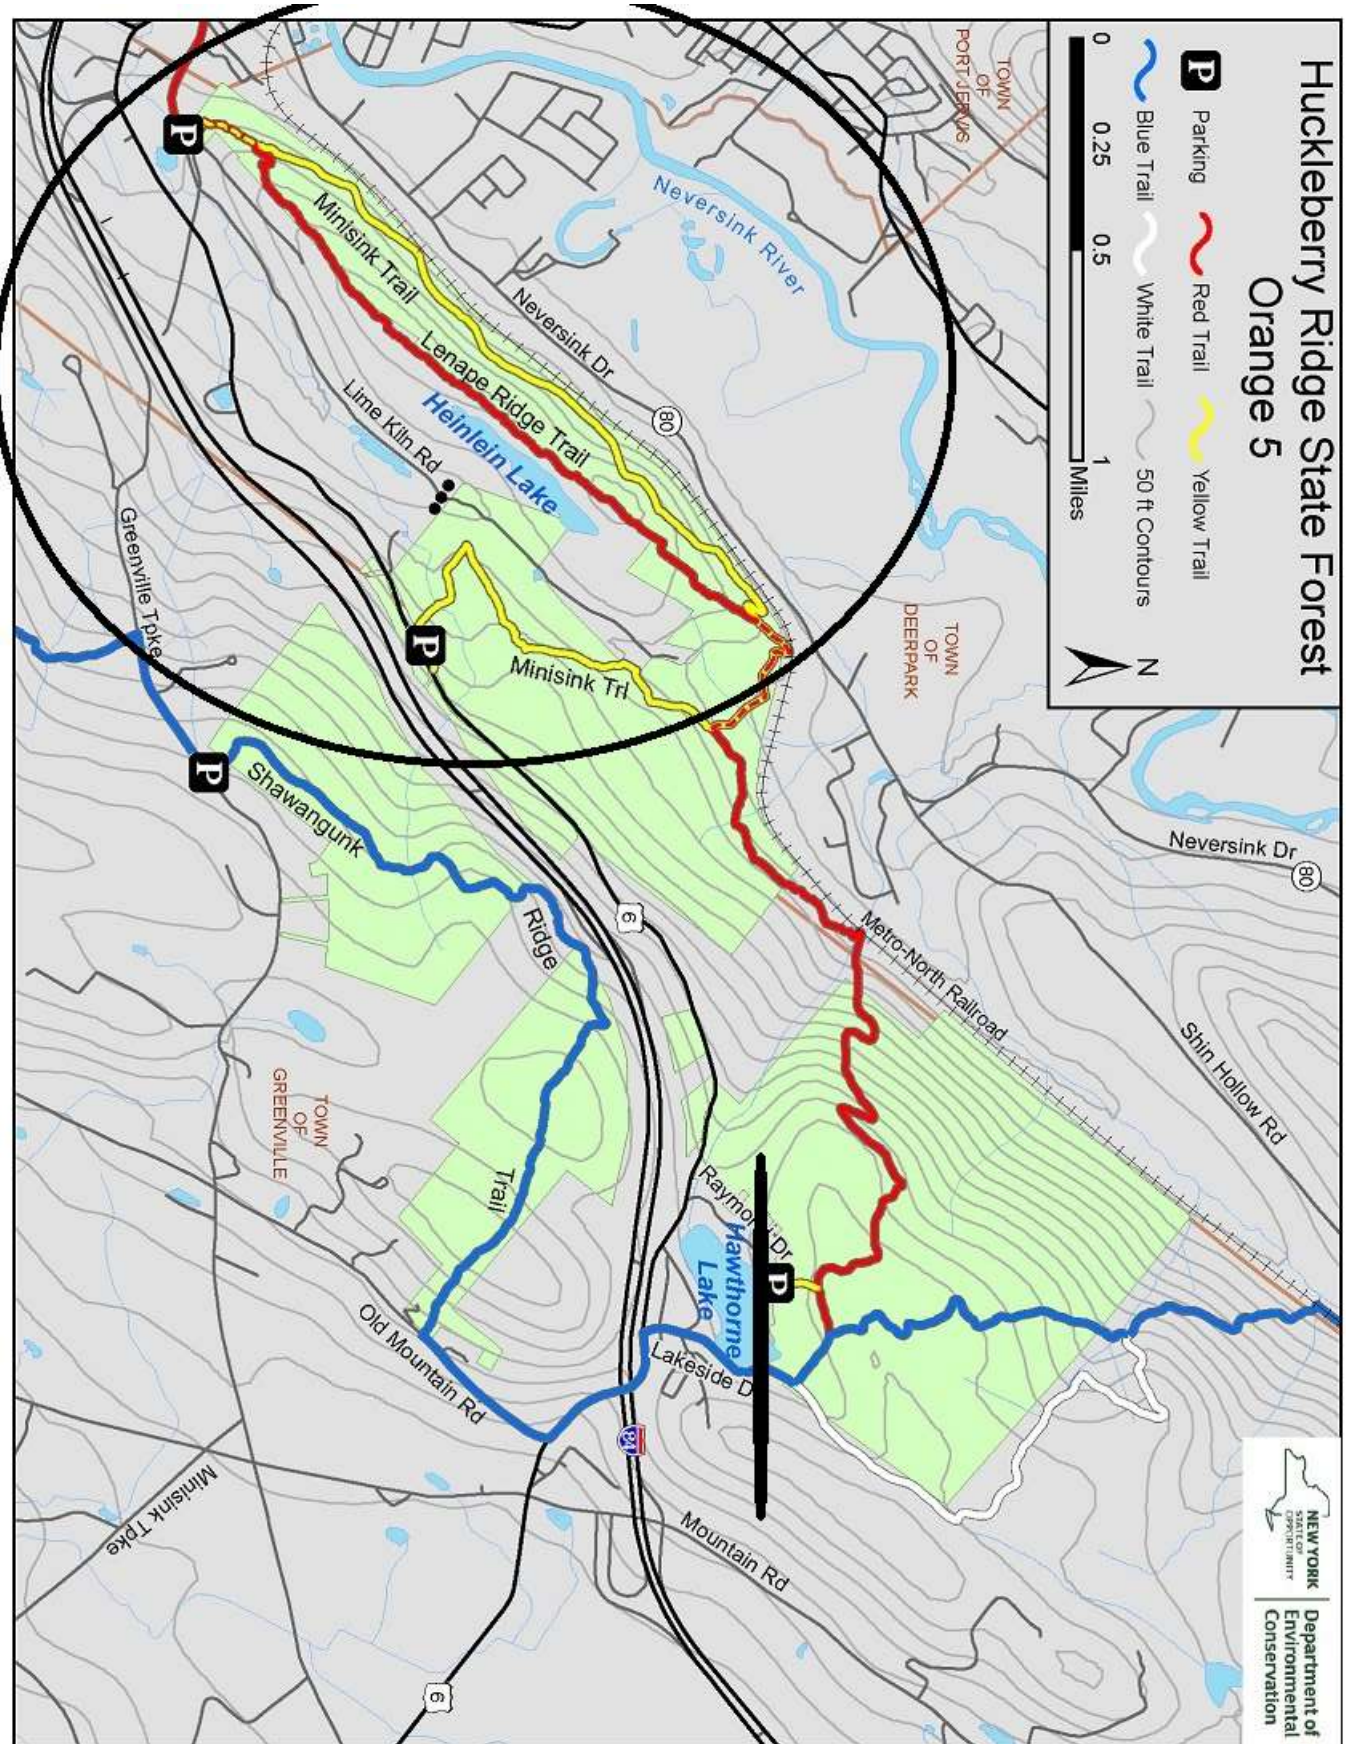 Huckleberry Ridge State Forest
Orange 5
P Parking
Red Trail
Yellow Trail
Blue Trail
White Trail
50 ft Contours
0 0.25 0.5 1
Miles
N
NEW YORK
STATE OF
OPPORTUNITY
Department of
Environmental
Conservation
TOWN
OF
PORT JERVIS
Neversink River
TOWN
OF
DEERPARK
Neversink Dr
80
Shin Hollow Rd
Metro-North Railroad
Neversink Dr
80
P
Minisink Trail
Lenape Ridge Trail
Heinlein Lake
Lime Kiln Rd
P
Minisink Trl
6
Raymond Dr
P
Hawthorne
Lake
Lakeside D
84
Mountain Rd
Greenville Tpke
P
Shawangunk
Ridge
Trail
TOWN
OF
GREENVILLE
Old Mountain Rd
Minisink Tpke
6